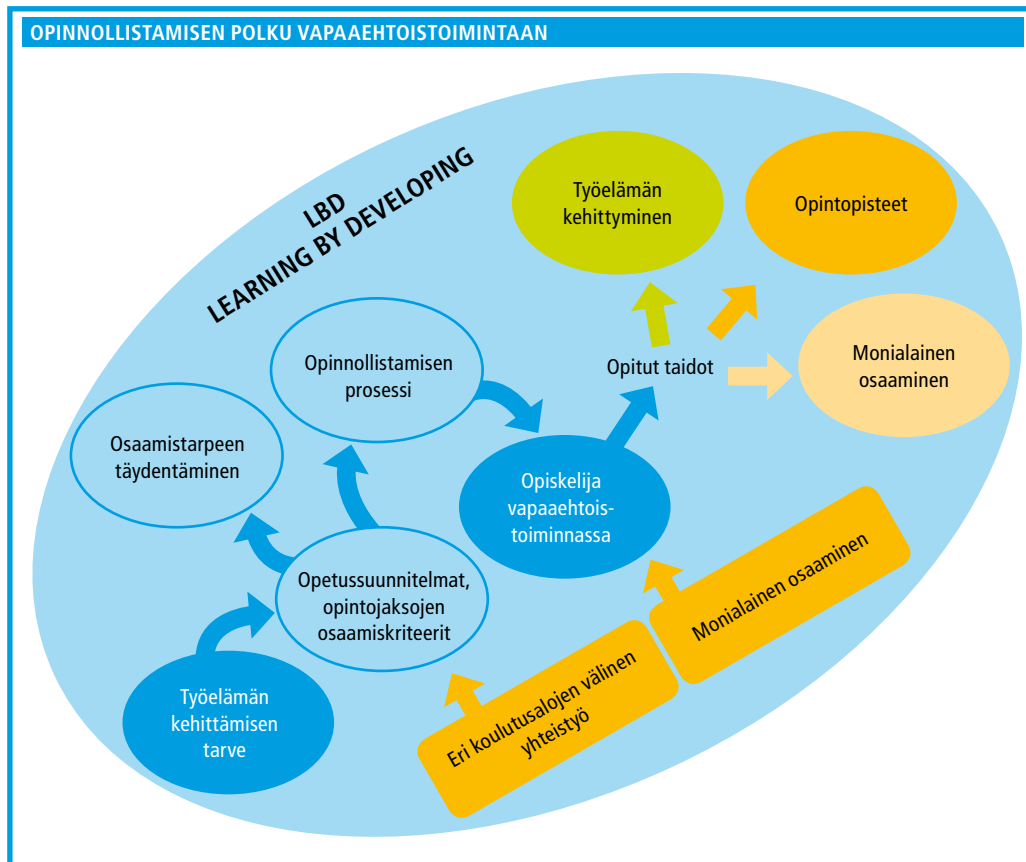 OPINNOLLISTAMISEN POLKU VAPAAEHTOISTOIMINTAAN
LBD
LEARNING BY DEVELOPING
Työelämän
kehittyminen
Opintopisteet
Opinnollistamisen
prosessi
Opitut taidot
Monialainen
osaaminen
Osaamistarpeen
täydentäminen
Opiskelija
vapaaehtois-
toiminnassa
Opetussuunnitelmat,
opintojaksojen
osaamiskriteerit
Monialainen osaaminen
Eri koulutusalojen välinen
yhteistyö
Työelämän
kehittämisen
tarve